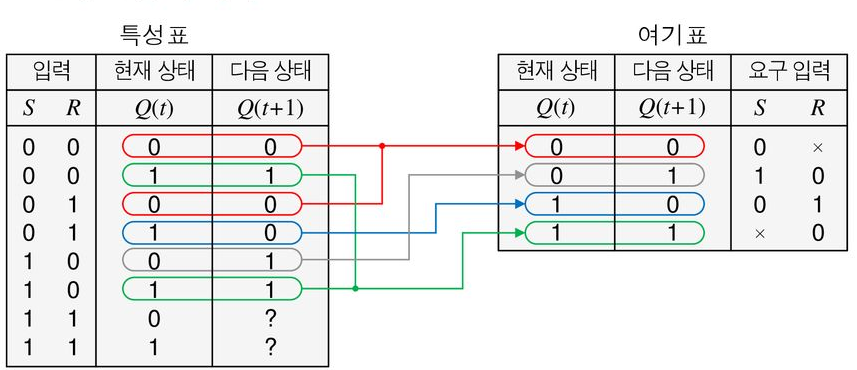 특성표
입력 현재 상태 다음 상태
S R Q(t) Q(t+1)
0 0 0 0
0 0 1 1
0 1 0 0
0 1 1 0
1 0 0 1
1 0 1 1
1 1 0 ?
1 1 1 ?
여기표
현재 상태 다음 상태 요구 입력
Q(t) Q(t+1) S R
0 0 0 ×
0 1 1 0
1 0 0 1
1 1 × 0